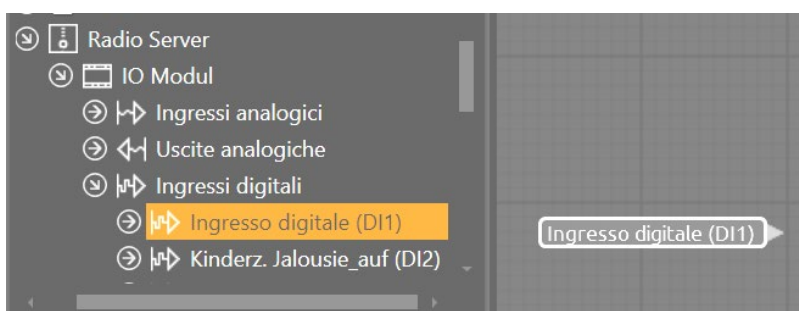 Radio Server
IO Modul
Ingressi analogici
Uscite analogiche
Ingressi digitali
Ingresso digitale (DI1)
Kinderz. Jalousie_auf (DI2)
Ingresso digitale (DI1)